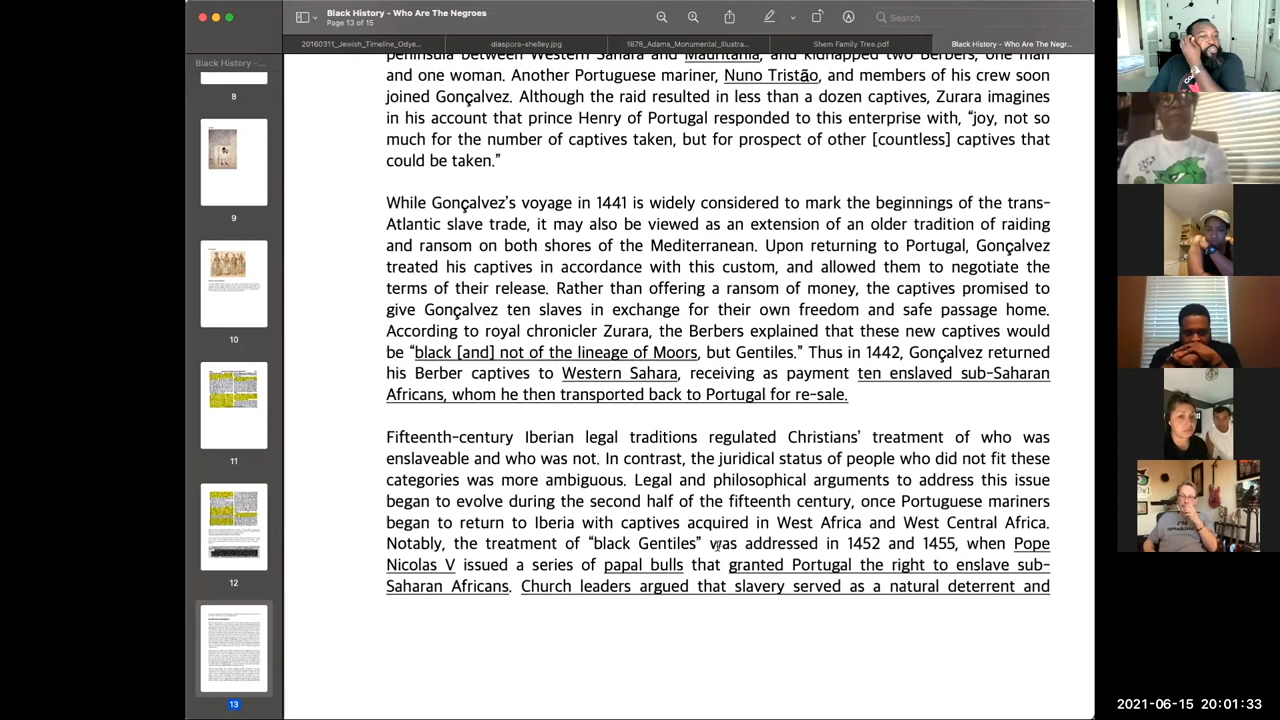 Black History - Who Are The Negroes
Page 13 of 15
Search
20160311_Jewish_Timeline_Odye...
diaspora-shelley.jpg
1878_Adams_Monumental_Illustra...
Shem Family Tree.pdf
Black History - Who Are The Negr...
Black History -...
8
9
10
11
12
13
peninsula between Western Sahara and Mauritania, and kidnapped two Berbers, one man
and one woman. Another Portuguese mariner, Nuno Tristão, and members of his crew soon
joined Gonçalvez. Although the raid resulted in less than a dozen captives, Zurara imagines
in his account that prince Henry of Portugal responded to this enterprise with, “joy, not so
much for the number of captives taken, but for prospect of other [countless] captives that
could be taken.”
While Gonçalvez’s voyage in 1441 is widely considered to mark the beginnings of the trans-
Atlantic slave trade, it may also be viewed as an extension of an older tradition of raiding
and ransom on both shores of the Mediterranean. Upon returning to Portugal, Gonçalvez
treated his captives in accordance with this custom, and allowed them to negotiate the
terms of their release. Rather than offering a ransom of money, the captives promised to
give Gonçalvez ten slaves in exchange for their own freedom and safe passage home.
According to royal chronicler Zurara, the Berbers explained that these new captives would
be “black [and] not of the lineage of Moors, but Gentiles.” Thus in 1442, Gonçalvez returned
his Berber captives to Western Sahara, receiving as payment ten enslaved sub-Saharan
Africans, whom he then transported back to Portugal for re-sale.
Fifteenth-century Iberian legal traditions regulated Christians’ treatment of who was
enslaveable and who was not. In contrast, the juridical status of people who did not fit these
categories was more ambiguous. Legal and philosophical arguments to address this issue
began to evolve during the second half of the fifteenth century, once Portuguese mariners
began to return to Iberia with captives acquired in West Africa and West Central Africa.
Notably, the treatment of “black Gentiles” was addressed in 1452 and 1455, when Pope
Nicolas V issued a series of papal bulls that granted Portugal the right to enslave sub-
Saharan Africans. Church leaders argued that slavery served as a natural deterrent and
I'M
speaking
2021-06-15 20:01:33